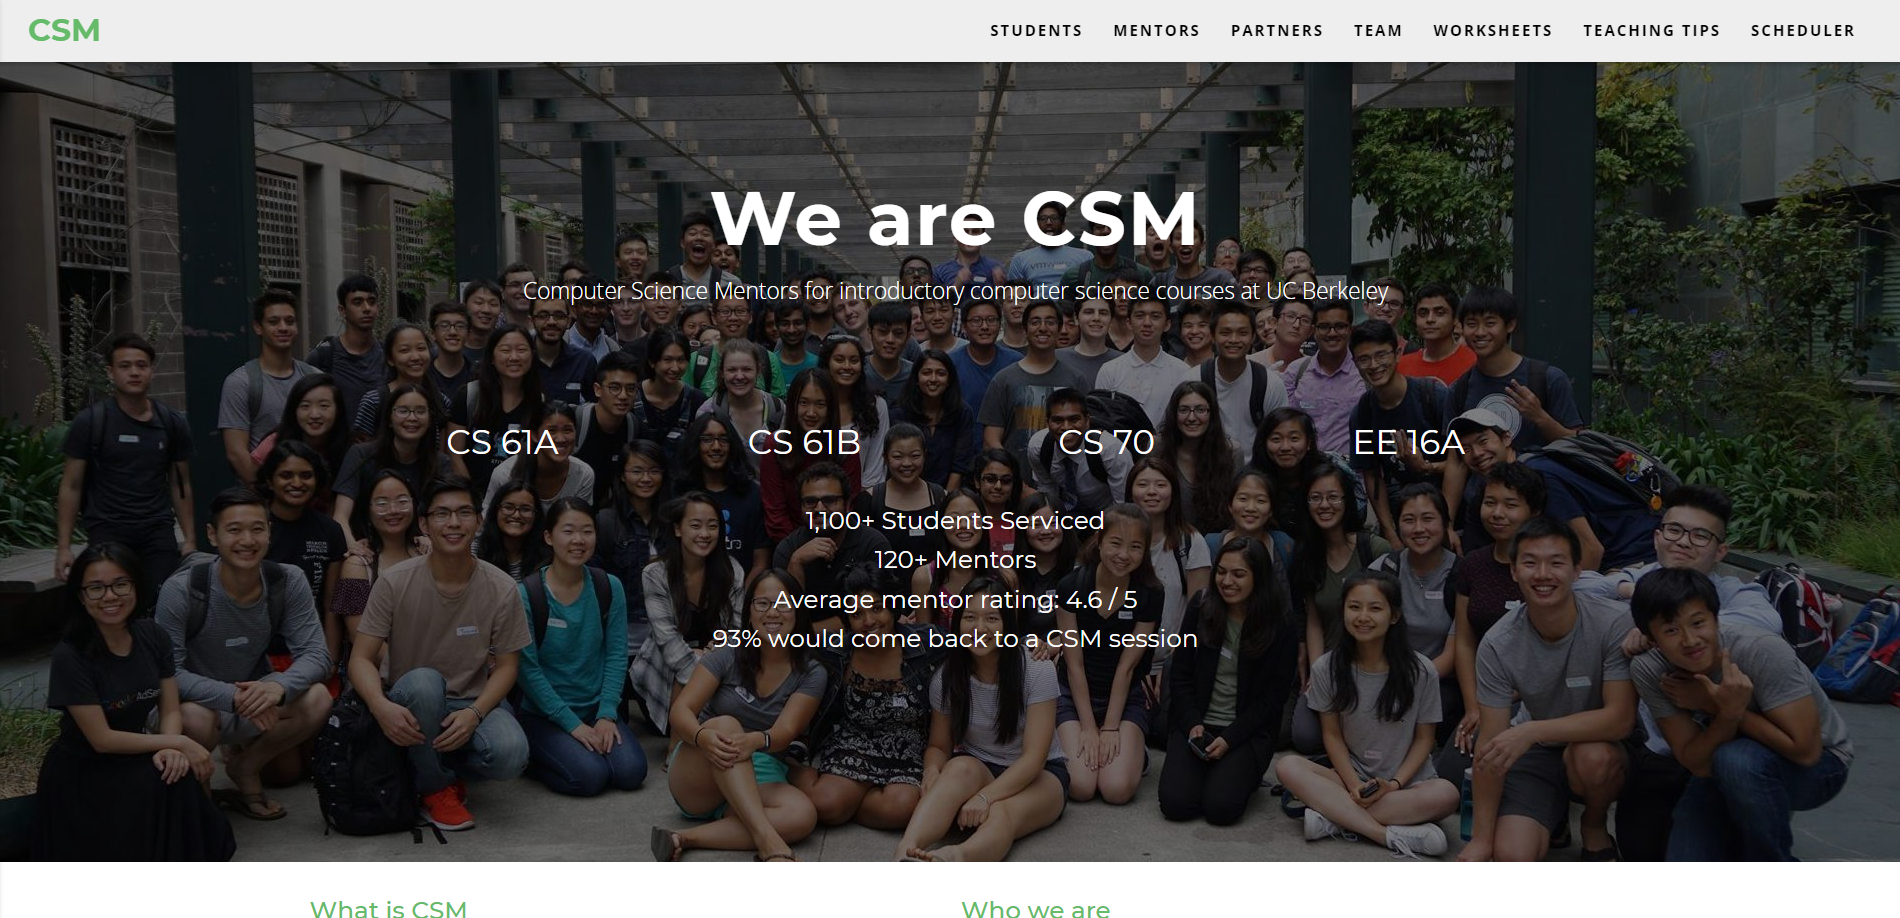 CSM
STUDENTS MENTORS PARTNERS TEAM WORKSHEETS TEACHING TIPS SCHEDULER
We are CSM
Computer Science Mentors for introductory computer science courses at UC Berkeley
CS 61A CS 61B CS 70 EE 16A
1,100+ Students Serviced
120+ Mentors
Average mentor rating: 4.6 / 5
93% would come back to a CSM session
What is CSM Who we are